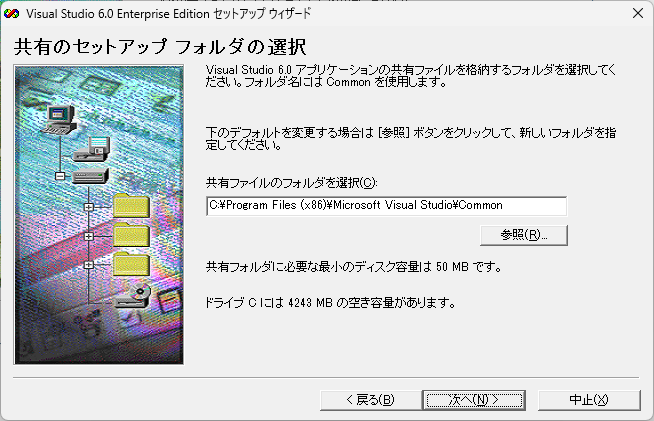 Visual Studio 6.0 Enterprise Edition セットアップ ウィザード
共有のセットアップ フォルダの選択
Visual Studio 6.0 アプリケーションの共有ファイルを格納するフォルダを選択してく
ださい。フォルダ名には Common を使用します。
下のデフォルトを変更する場合は [参照] ボタンをクリックして、新しいフォルダを指
定してください。
共有ファイルのフォルダを選択(C):
C:¥Program Files (x86)¥Microsoft Visual Studio¥Common
参照(R)...
共有フォルダに必要な最小のディスク容量は 50 MB です。
ドライブ C には 4243 MB の空き容量があります。
< 戻る(B)
次へ(N) >
中止(X)